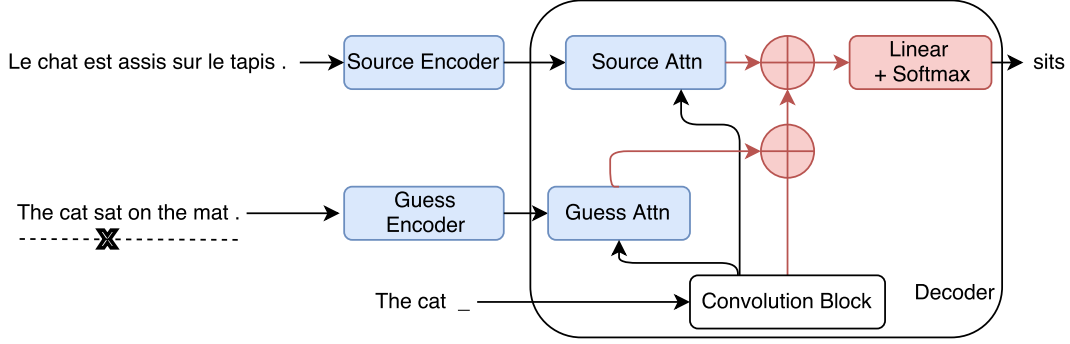 Le chat est assis sur le tapis .
Source Encoder
Source Attn
Linear
+ Softmax
sits
The cat sat on the mat .
Guess
Encoder
Guess Attn
The cat _
Convolution Block
Decoder